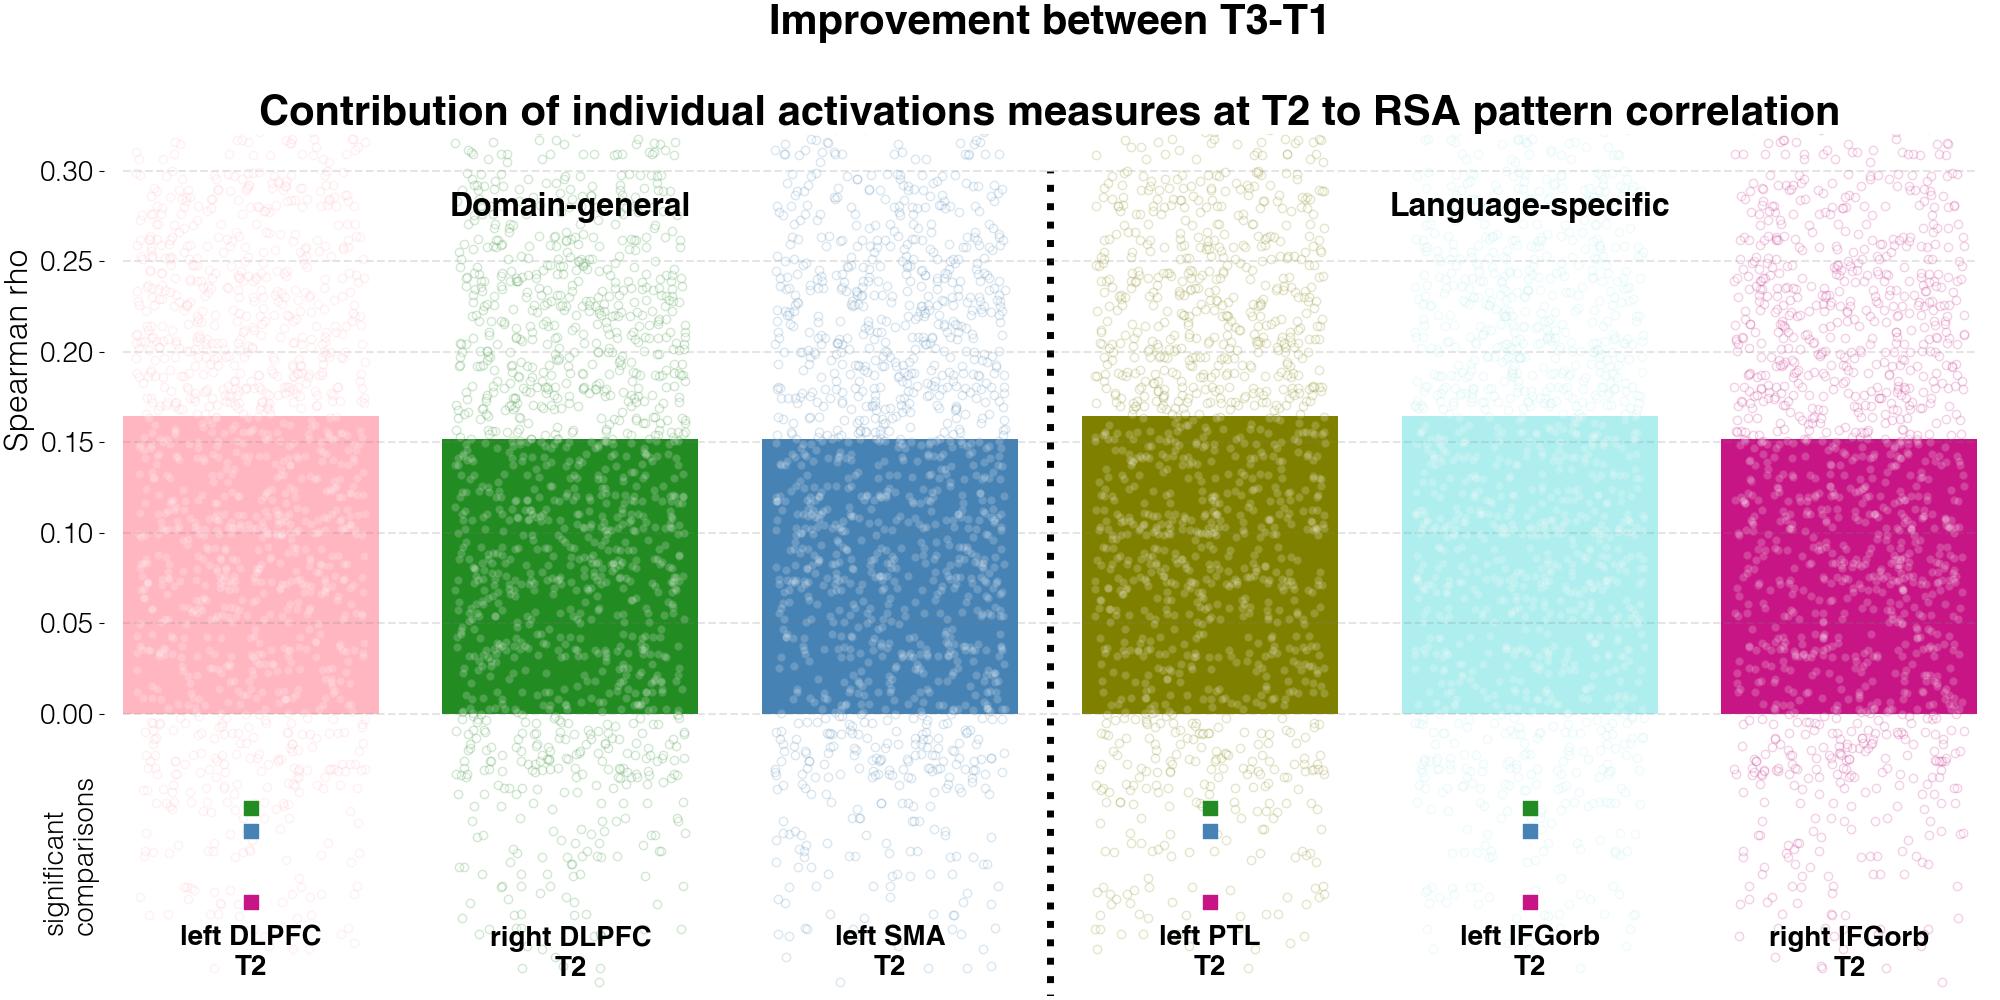 Improvement between T3-T1
Contribution of individual activations measures at T2 to RSA pattern correlation
Spearman rho
0.30
0.25
0.20
0.15
0.10
0.05
0.00
Domain-general
Language-specific
significant
comparisons
left DLPFC
T2
right DLPFC
T2
left SMA
T2
left PTL
T2
left IFGorb
T2
right IFGorb
T2